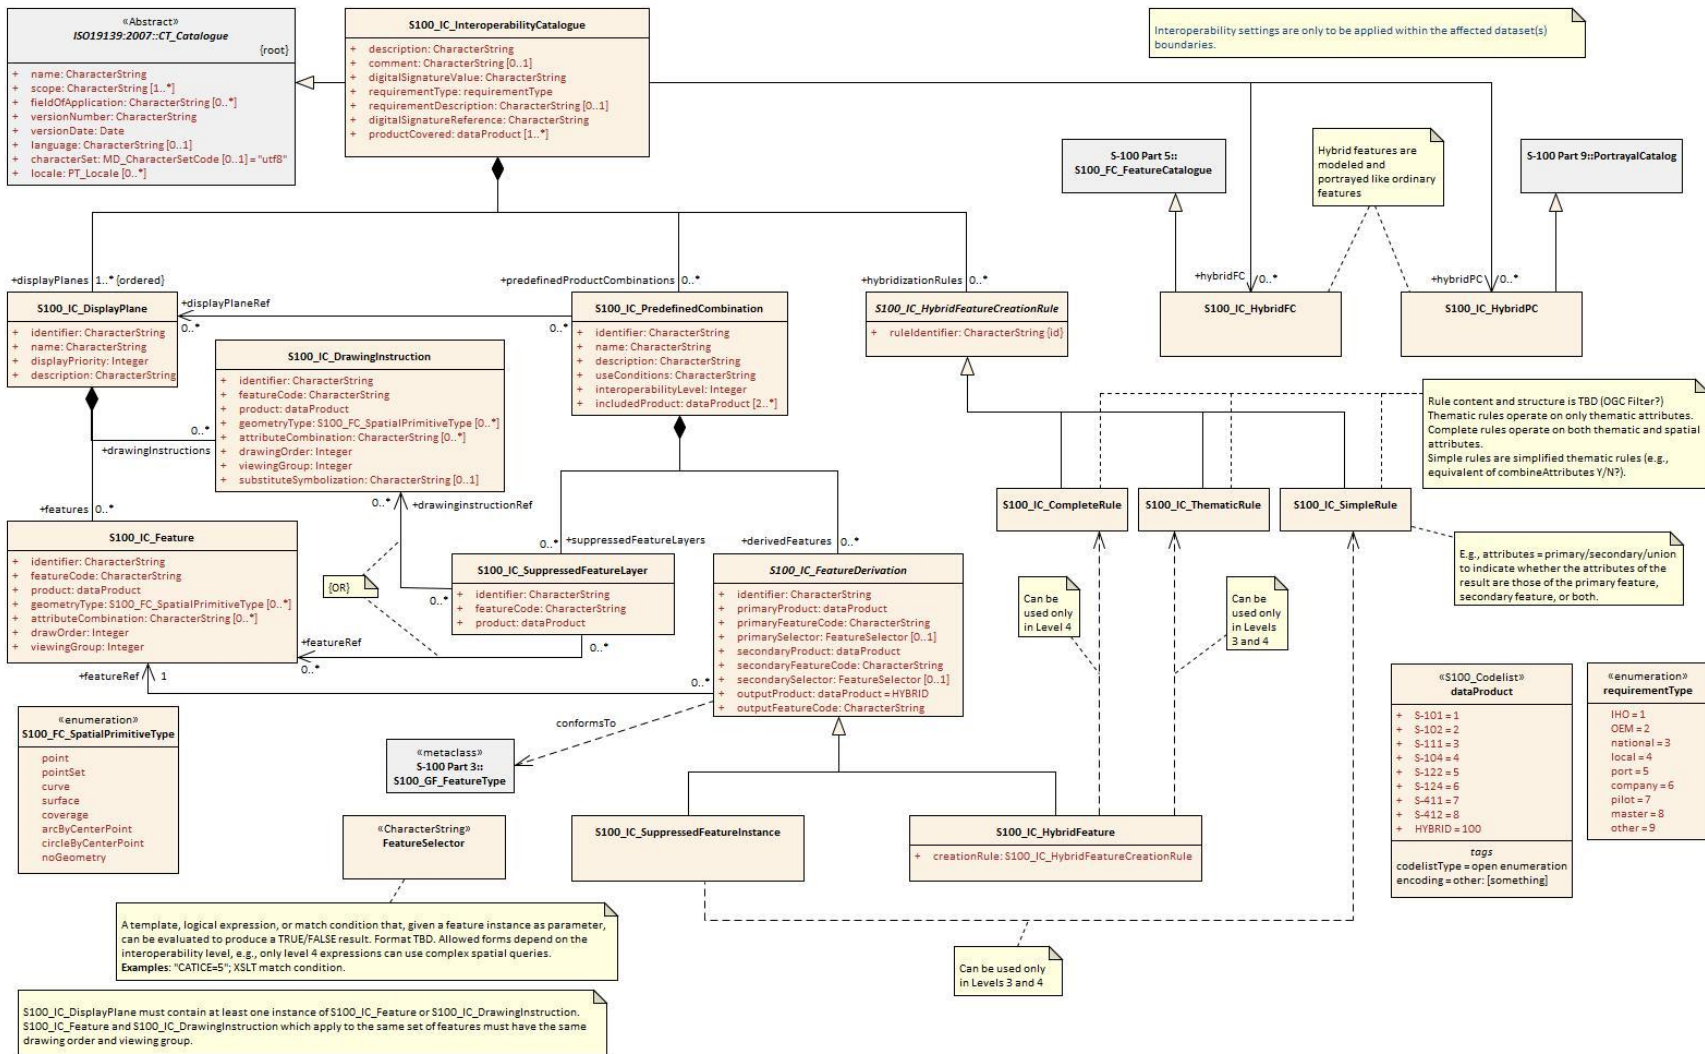 «Abstract»
ISO19139:2007::CT_Catalogue
{root}
+ name: CharacterString
+ scope: CharacterString [1..*]
+ fieldOfApplication: CharacterString [0..*]
+ versionNumber: CharacterString
+ versionDate: Date
+ language: CharacterString [0..1]
+ characterSet: MD_CharacterSetCode [0..1] = "utf8"
+ locale: PT_Locale [0..*]
S100_IC_InteroperabilityCatalogue
+ description: CharacterString
+ comment: CharacterString [0..1]
+ digitalSignatureValue: CharacterString
+ requirementType: requirementType
+ requirementDescription: CharacterString [0..1]
+ digitalSignatureReference: CharacterString
+ productCovered: dataProduct [1..*]
Interoperability settings are only to be applied within the affected dataset(s)
boundaries.
S-100 Part 5::
S100_FC_FeatureCatalogue
Hybrid features are
modeled and
portrayed like ordinary
features
S-100 Part 9::PortrayalCatalog
+displayPlanes 1..* {ordered}
+predefinedProductCombinations 0..*
+hybridizationRules 0..*
+hybridFC 0..*
+hybridPC 0..*
S100_IC_DisplayPlane
+ identifier: CharacterString
+ name: CharacterString
+ displayPriority: Integer
+ description: CharacterString
+displayPlaneRef
0..*
0..*
S100_IC_PredefinedCombination
+ identifier: CharacterString
+ name: CharacterString
+ description: CharacterString
+ useConditions: CharacterString
+ interoperabilityLevel: Integer
+ includedProduct: dataProduct [2..*]
S100_IC_HybridFeatureCreationRule
+ ruleIdentifier: CharacterString {id}
S100_IC_HybridFC
S100_IC_HybridPC
S100_IC_DrawingInstruction
+ identifier: CharacterString
+ featureCode: CharacterString
+ product: dataProduct
+ geometryType: S100_FC_SpatialPrimitiveType [0..*]
+ attributeCombination: CharacterString [0..*]
+ drawingOrder: Integer
+ viewingGroup: Integer
+ substituteSymbolization: CharacterString [0..1]
0..*
+drawingInstructions
Rule content and structure is TBD (OGC Filter?)
Thematic rules operate on only thematic attributes.
Complete rules operate on both thematic and spatial
attributes.
Simple rules are simplified thematic rules (e.g.,
equivalent of combineAttributes Y/N?).
+features 0..*
0..* +drawinginstructionRef
S100_IC_CompleteRule
S100_IC_ThematicRule
S100_IC_SimpleRule
S100_IC_Feature
+ identifier: CharacterString
+ featureCode: CharacterString
+ product: dataProduct
+ geometryType: S100_FC_SpatialPrimitiveType [0..*]
+ attributeCombination: CharacterString [0..*]
+ drawOrder: Integer
+ viewingGroup: Integer
0..* +suppressedFeatureLayers
+derivedFeatures 0..*
E.g., attributes = primary/secondary/union
to indicate whether the attributes of the
result are those of the primary feature,
secondary feature, or both.
{OR}
S100_IC_SuppressedFeatureLayer
+ identifier: CharacterString
+ featureCode: CharacterString
+ product: dataProduct
0..*
+featureRef
0..*
0..*
S100_IC_FeatureDerivation
+ identifier: CharacterString
+ primaryProduct: dataProduct
+ primaryFeatureCode: CharacterString
+ primarySelector: FeatureSelector [0..1]
+ secondaryProduct: dataProduct
+ secondaryFeatureCode: CharacterString
+ secondarySelector: FeatureSelector [0..1]
+ outputProduct: dataProduct = HYBRID
+ outputFeatureCode: CharacterString
Can be
used only
in Level 4
Can be
used only
in Levels
3 and 4
+featureRef 1
0..*
conformsTo
«enumeration»
S100_FC_SpatialPrimitiveType
point
pointSet
curve
surface
coverage
arcByCenterPoint
circleByCenterPoint
noGeometry
«metaclass»
S-100 Part 3::
S100_GF_FeatureType
«S100_Codelist»
dataProduct
+ S-101 = 1
+ S-102 = 2
+ S-111 = 3
+ S-104 = 4
+ S-122 = 5
+ S-124 = 6
+ S-411 = 7
+ S-412 = 8
+ HYBRID = 100
tags
codelistType = open enumeration
encoding = other: [something]
«enumeration»
requirementType
IHO = 1
OEM = 2
national = 3
local = 4
port = 5
company = 6
pilot = 7
master = 8
other = 9
«CharacterString»
FeatureSelector
S100_IC_SuppressedFeatureInstance
S100_IC_HybridFeature
+ creationRule: S100_IC_HybridFeatureCreationRule
A template, logical expression, or match condition that, given a feature instance as parameter,
can be evaluated to produce a TRUE/FALSE result. Format TBD. Allowed forms depend on the
interoperability level, e.g., only level 4 expressions can use complex spatial queries.
Examples: "CATICE=5"; XSLT match condition.
Can be used only
in Levels 3 and 4
S100_IC_DisplayPlane must contain at least one instance of S100_IC_Feature or S100_IC_DrawingInstruction.
S100_IC_Feature and S100_IC_DrawingInstruction which apply to the same set of features must have the same
drawing order and viewing group.